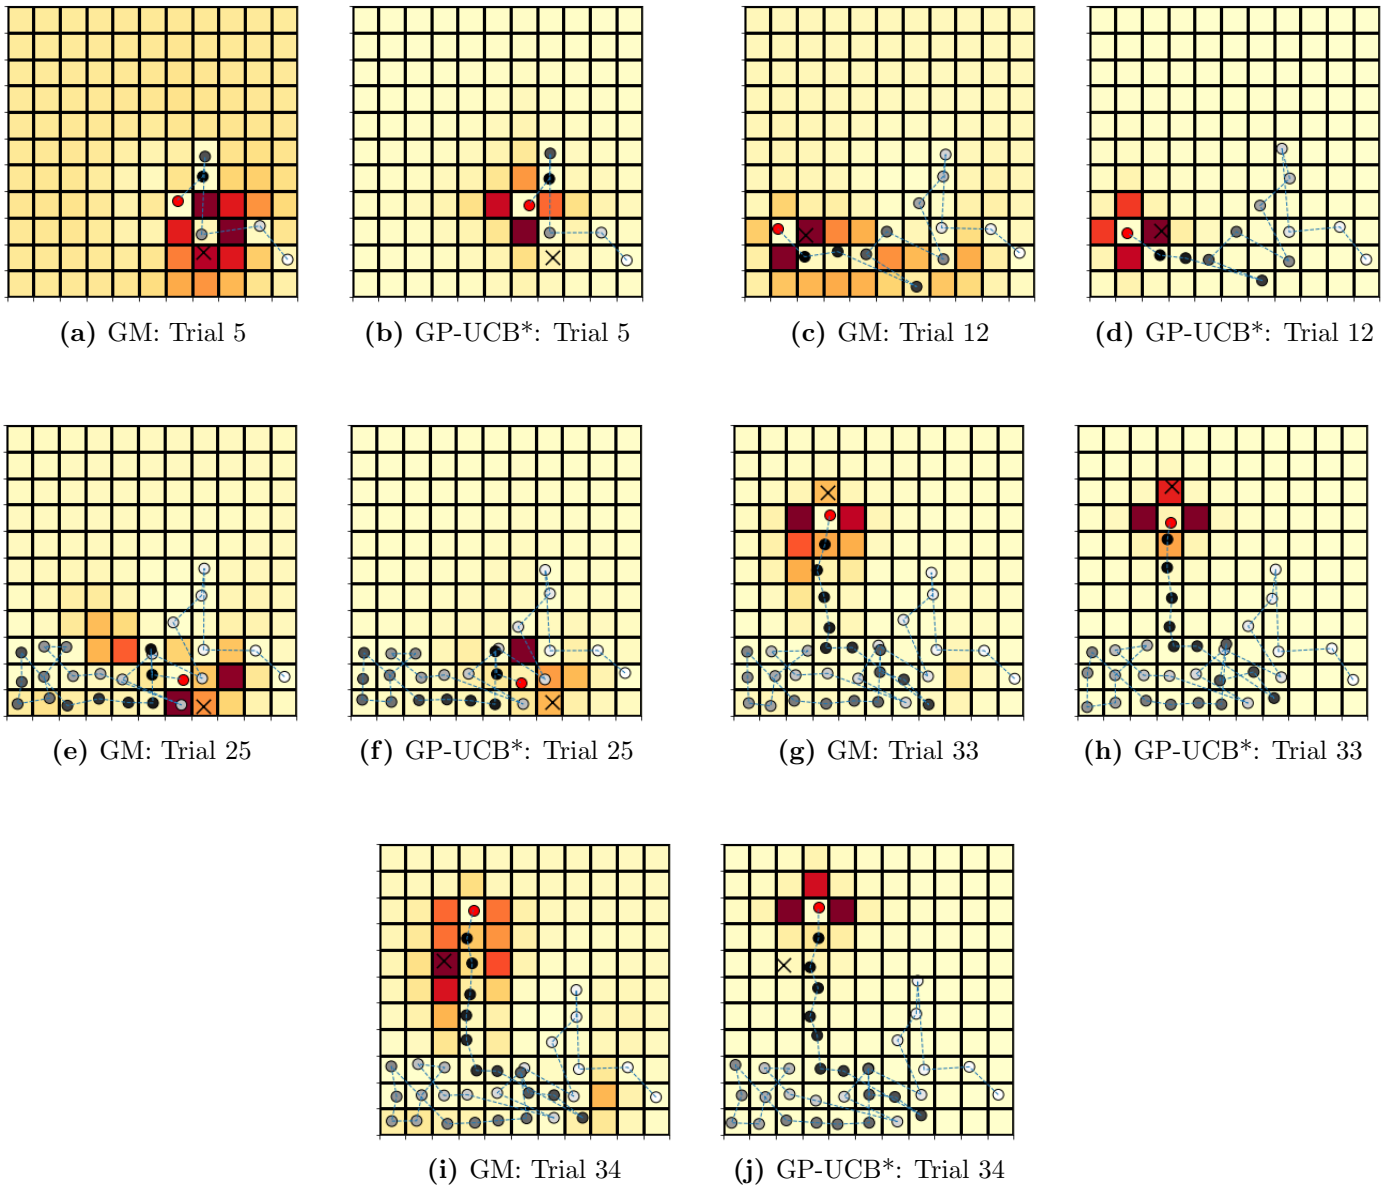 (a) GM: Trial 5
(b) GP-UCB*: Trial 5
(c) GM: Trial 12
(d) GP-UCB*: Trial 12
(e) GM: Trial 25
(f) GP-UCB*: Trial 25
(g) GM: Trial 33
(h) GP-UCB*: Trial 33
(i) GM: Trial 34
(j) GP-UCB*: Trial 34